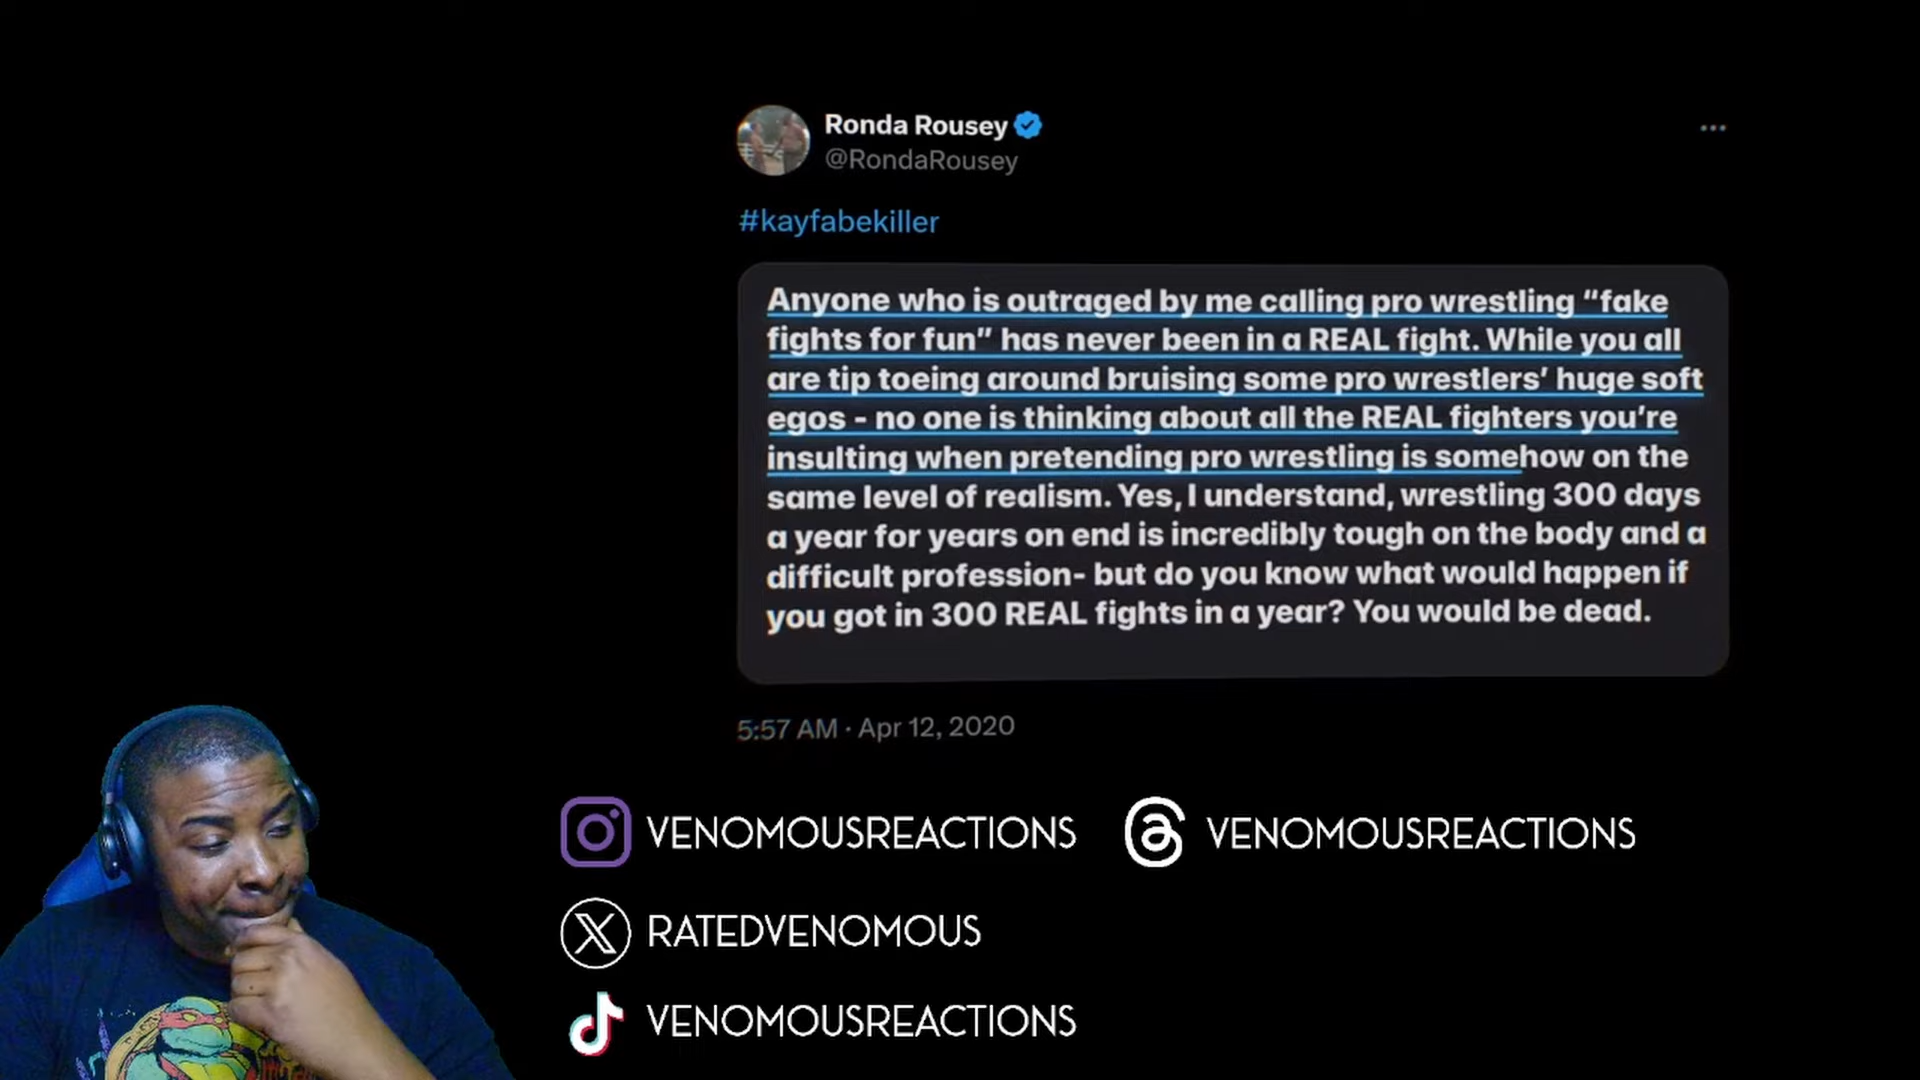 Ronda Rousey
@RondaRousey
#kayfabekiller
Anyone who is outraged by me calling pro wrestling “fake
fights for fun” has never been in a REAL fight. While you all
are tip toeing around bruising some pro wrestlers’ huge soft
egos - no one is thinking about all the REAL fighters you’re
insulting when pretending pro wrestling is somehow on the
same level of realism. Yes, I understand, wrestling 300 days
a year for years on end is incredibly tough on the body and a
difficult profession- but do you know what would happen if
you got in 300 REAL fights in a year? You would be dead.
5:57 AM · Apr 12, 2020
VENOMOUSREACTIONS
VENOMOUSREACTIONS
RATEDVENOMOUS
VENOMOUSREACTIONS